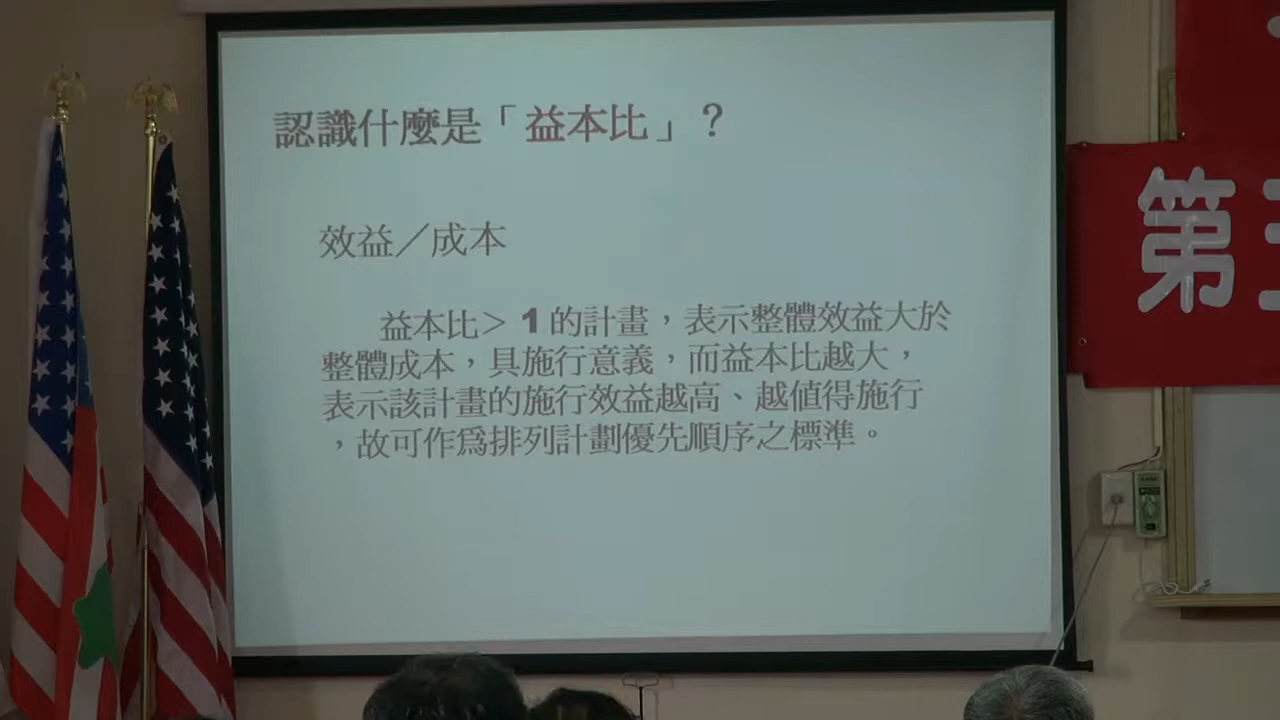 認識什麼是「益本比」？
效益／成本
益本比＞ 1 的計畫，表示整體效益大於
整體成本，具施行意義，而益本比越大，
表示該計畫的施行效益越高、越值得施行
，故可作為排列計劃優先順序之標準。
第